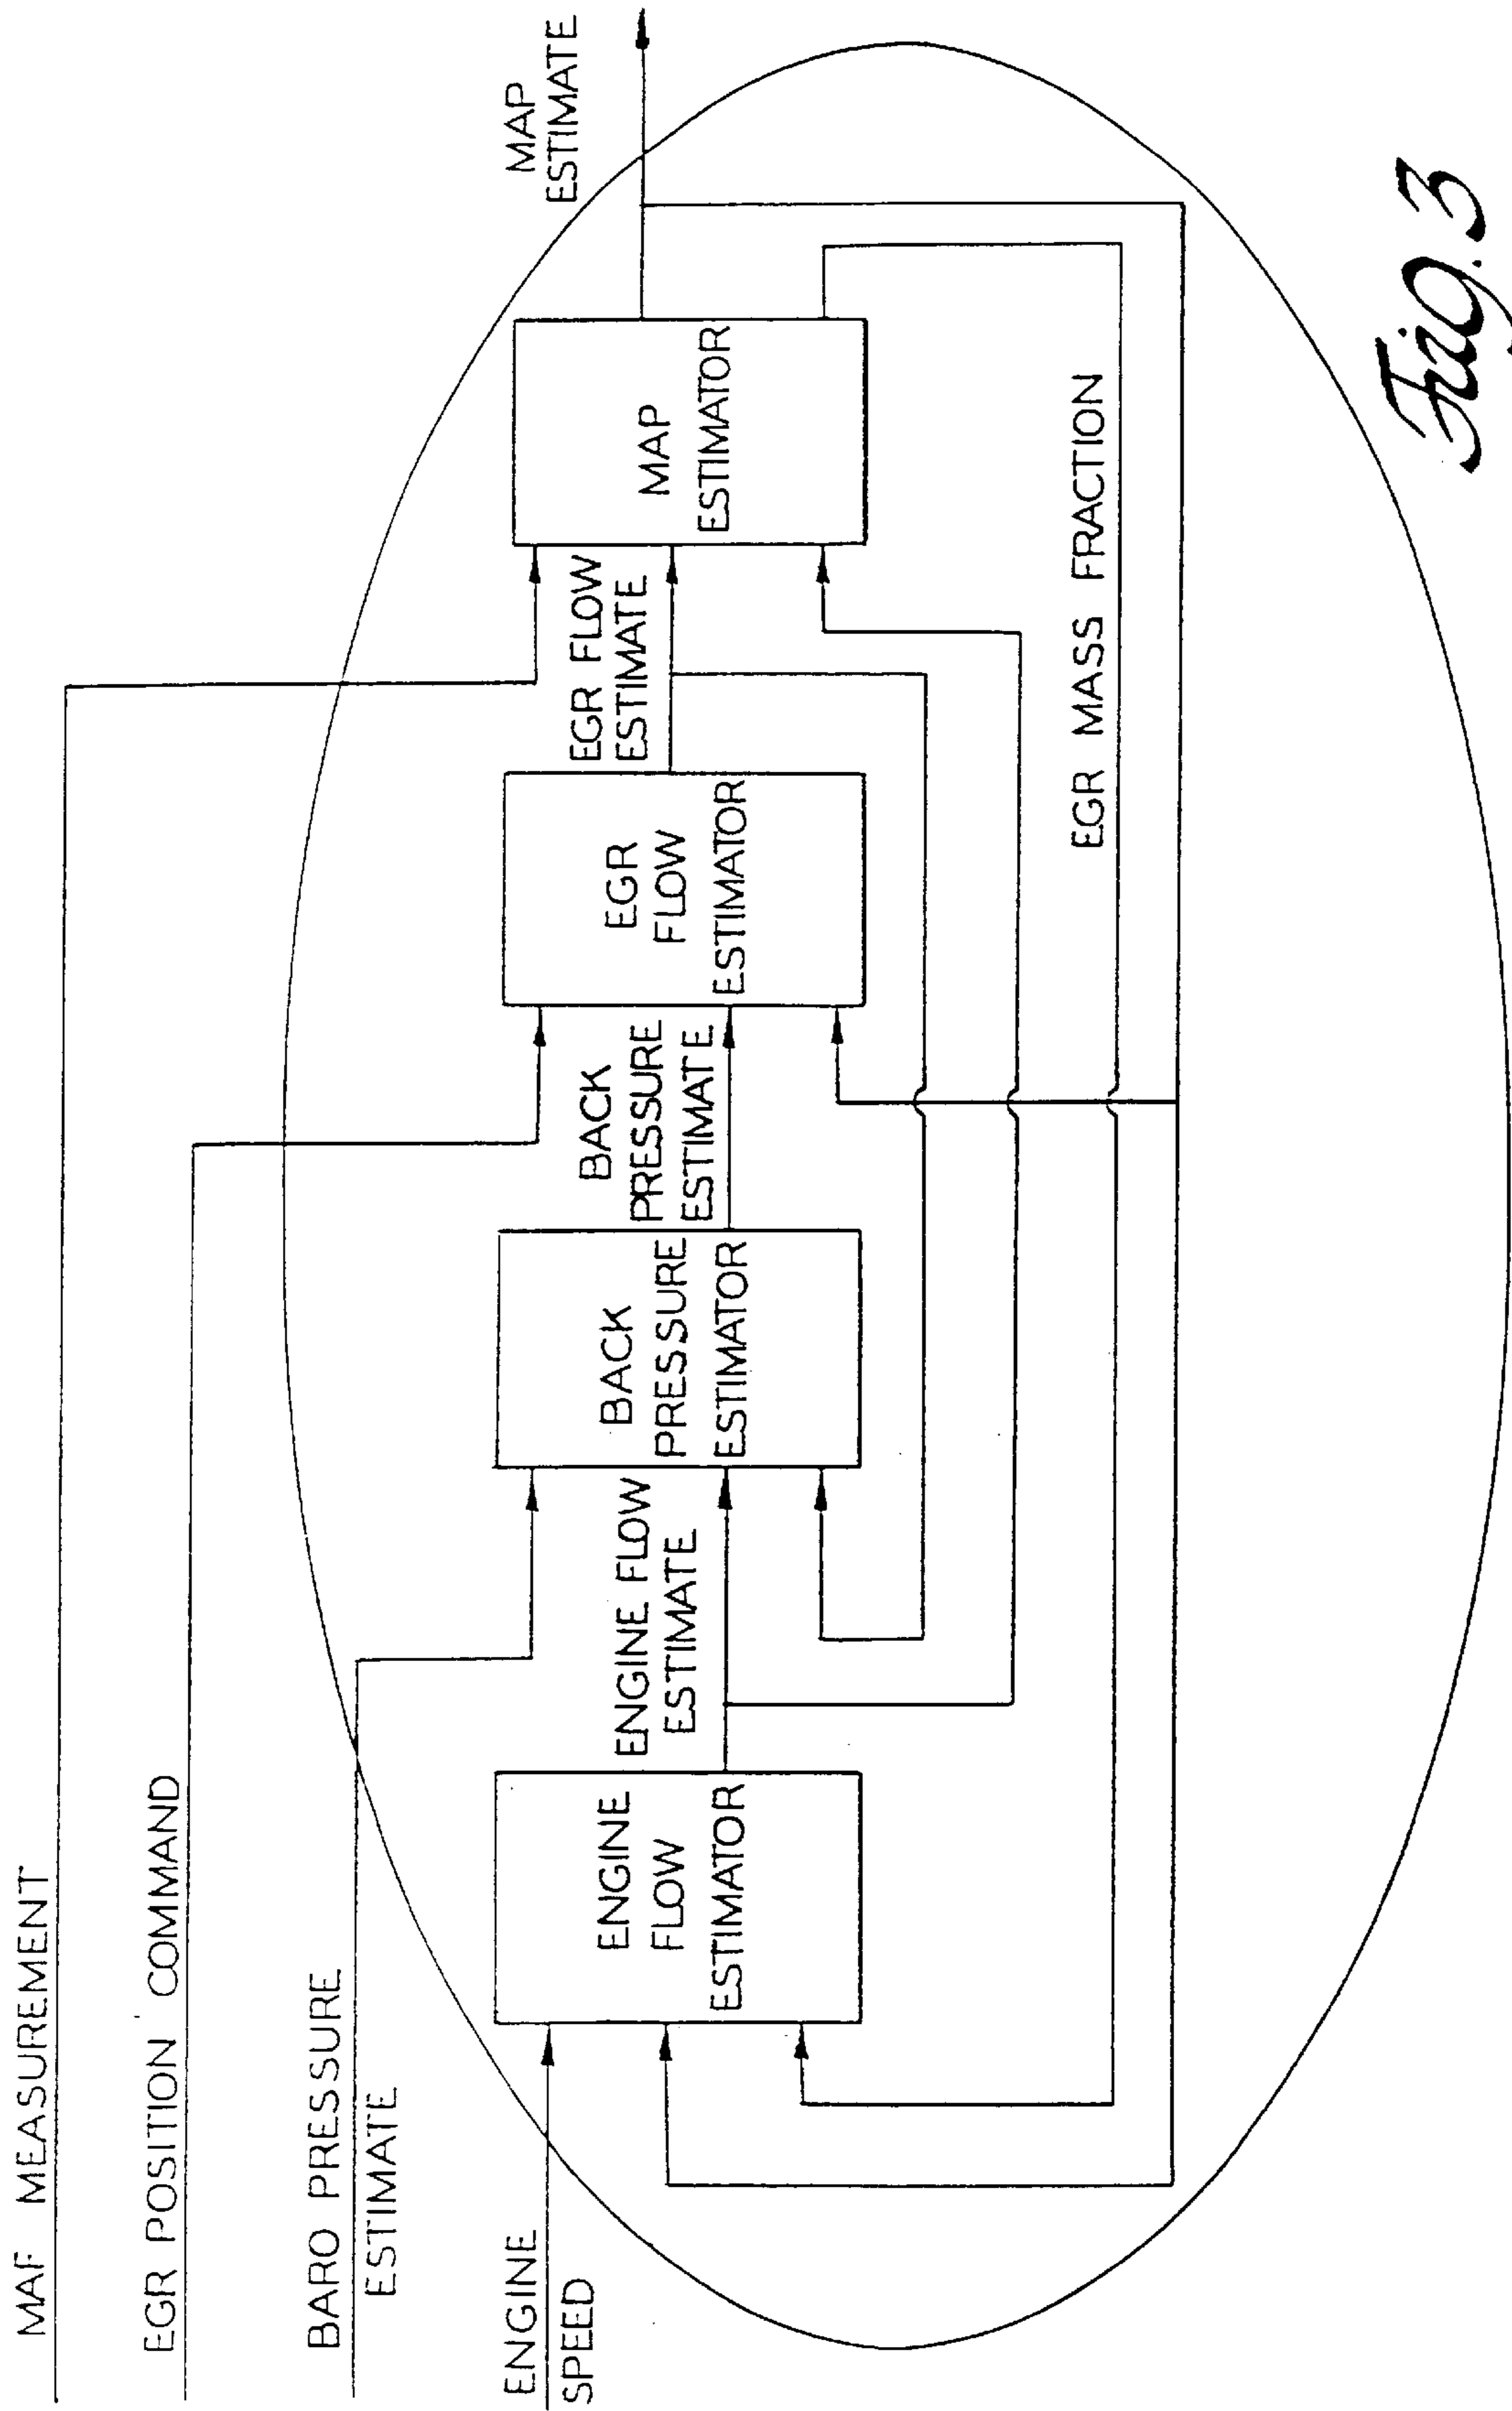 MAF MEASUREMENT
EGR POSITION COMMAND
BARO PRESSURE
ESTIMATE
ENGINE
SPEED
ENGINE
FLOW
ESTIMATOR
ENGINE FLOW
ESTIMATE
BACK
PRESSURE
ESTIMATOR
BACK
PRESSURE
ESTIMATE
EGR
FLOW
ESTIMATOR
EGR FLOW
ESTIMATE
MAP
ESTIMATOR
MAP
ESTIMATE
EGR MASS FRACTION
Fig. 3